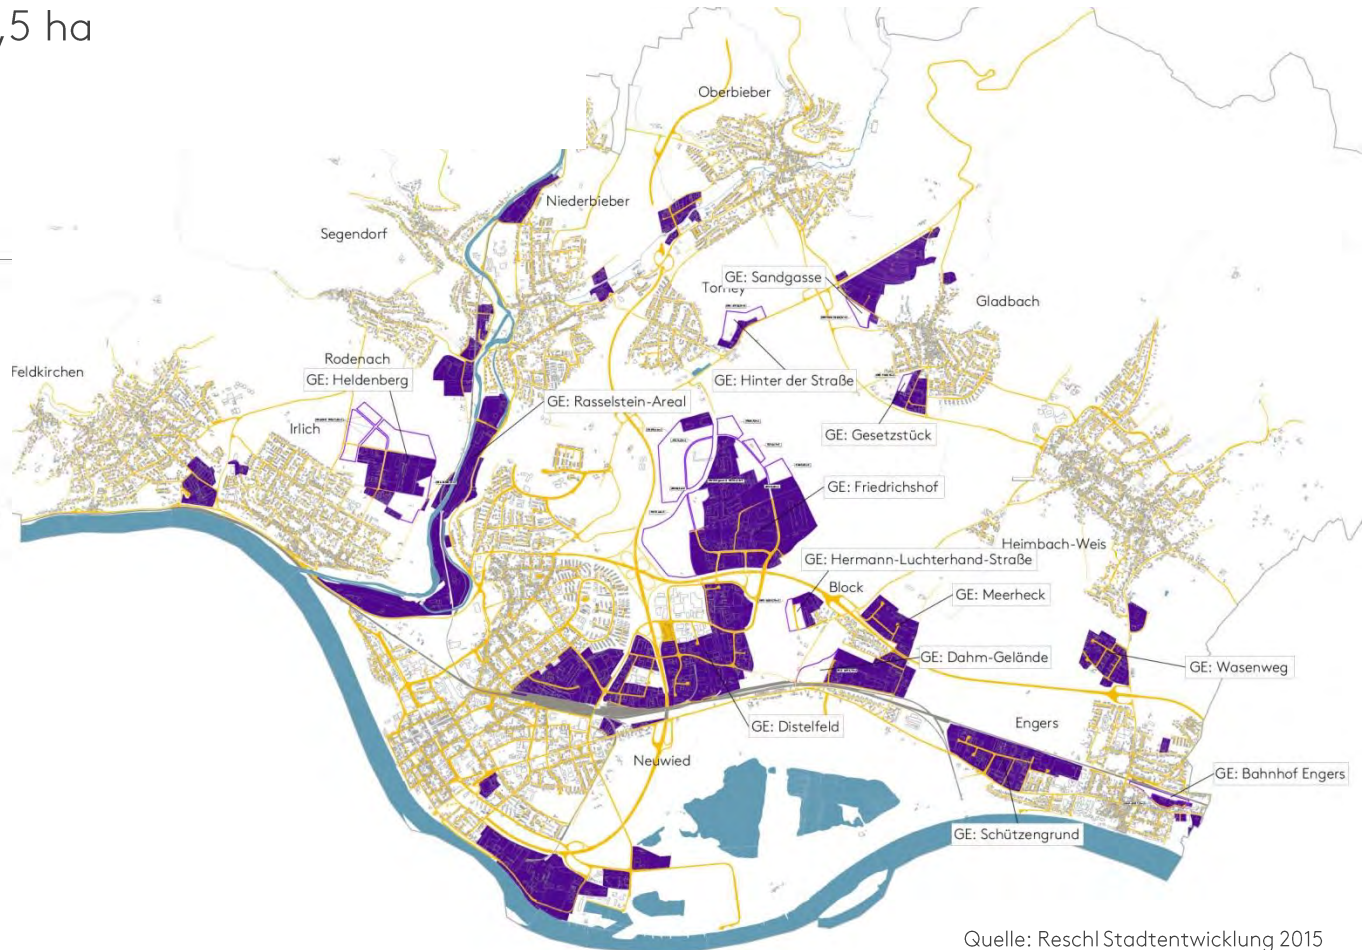 ,5 ha
Oberbieber
Niederbieber
Segendorf
GE: Sandgasse
Torney
Gladbach
Rodenach
Feldkirchen
GE: Heldenberg
GE: Hinter der Straße
GE: Rasselstein-Areal
Irlich
GE: Gesetzstück
GE: Friedrichshof
Heimbach-Weis
GE: Hermann-Luchterhand-Straße
Block
GE: Meerheck
GE: Dahm-Gelände
GE: Wasenweg
Engers
GE: Distelfeld
Neuwied
GE: Bahnhof Engers
GE: Schützengrund
Quelle: Reschl Stadtentwicklung 2015